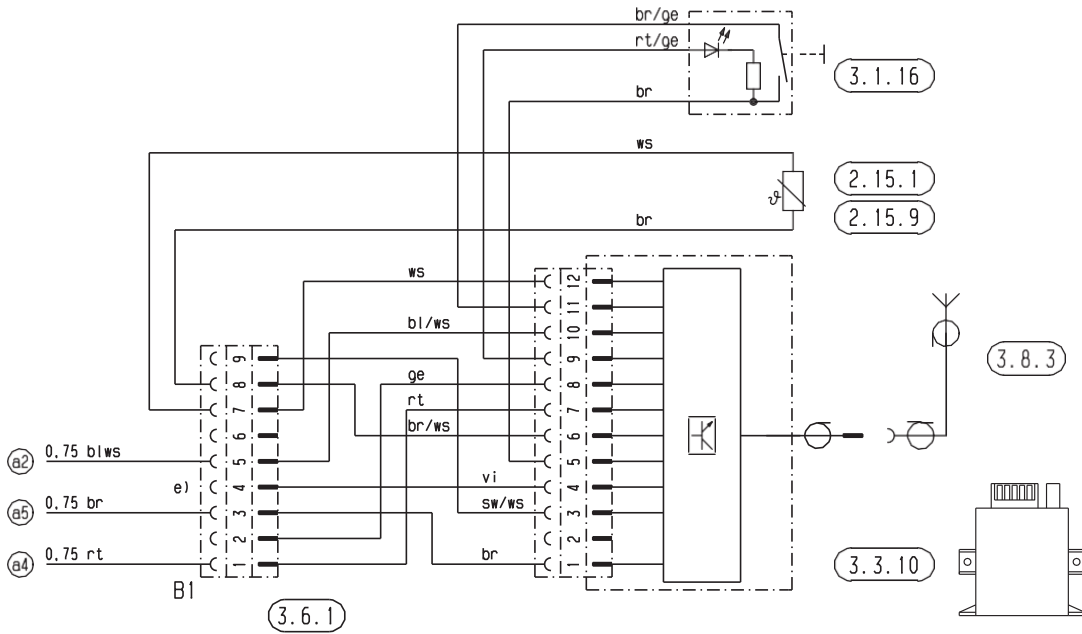 br/ge
rt/ge
3.1.16
br
ws
2.15.1
ϑ
2.15.9
br
ws
12
11
bl/ws
10
9
9
3.8.3
8
ge
8
7
rt
7
6
br/ws
6
a2 0,75 blws
5
5
e)
4
vi
4
a5 0,75 br
3
sw/ws
3
2
2
a4 0,75 rt
1
br
1
3.3.10
B1
3.6.1